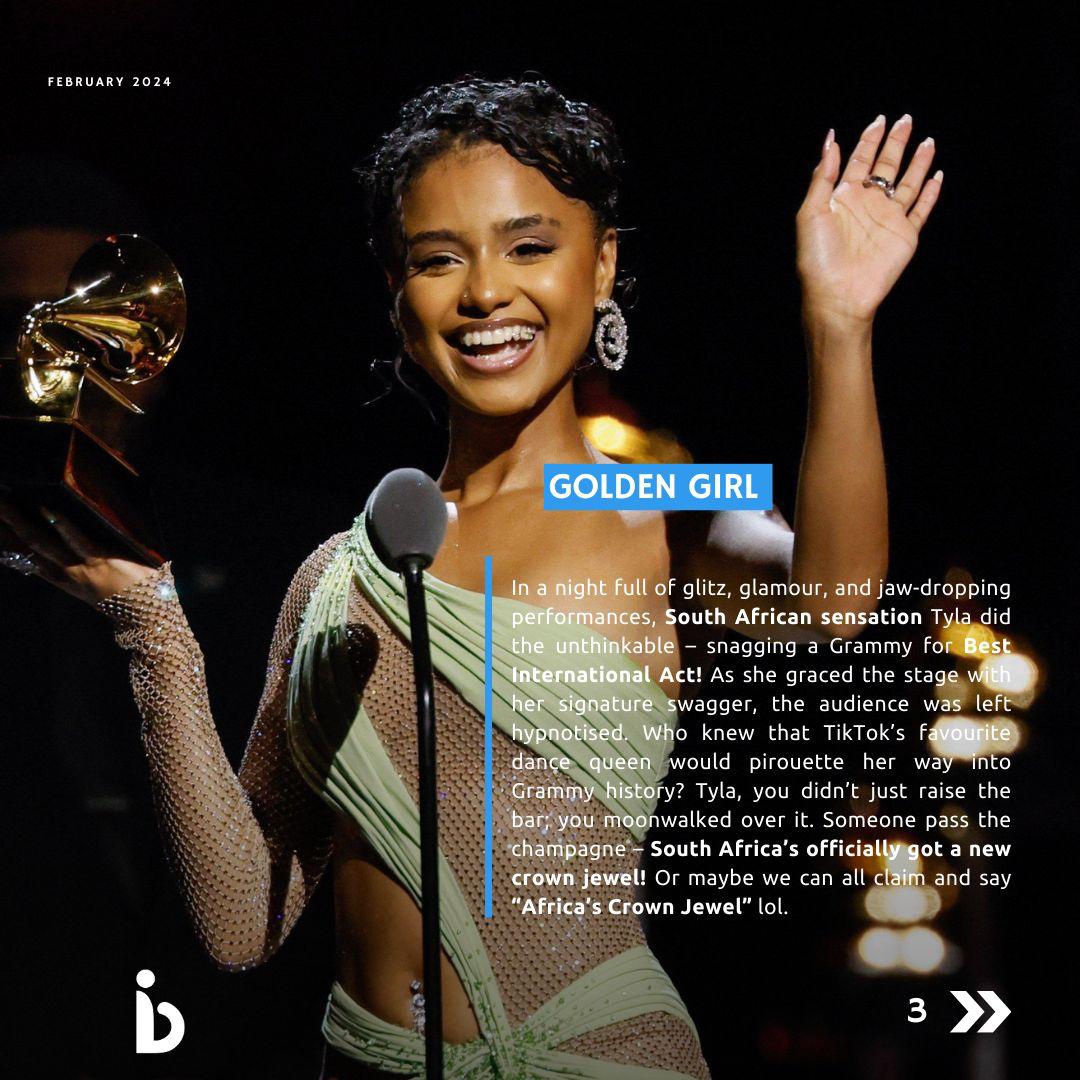 FEBRUARY 2024
GOLDEN GIRL
In a night full of glitz, glamour, and jaw-dropping
performances, South African sensation Tyla did
the unthinkable – snagging a Grammy for Best
International Act! As she graced the stage with
her signature swagger, the audience was left
hypnotised. Who knew that TikTok’s favourite
dance queen would pirouette her way into
Grammy history? Tyla, you didn’t just raise the
bar; you moonwalked over it. Someone pass the
champagne – South Africa’s officially got a new
crown jewel! Or maybe we can all claim and say
“Africa’s Crown Jewel” lol.
3